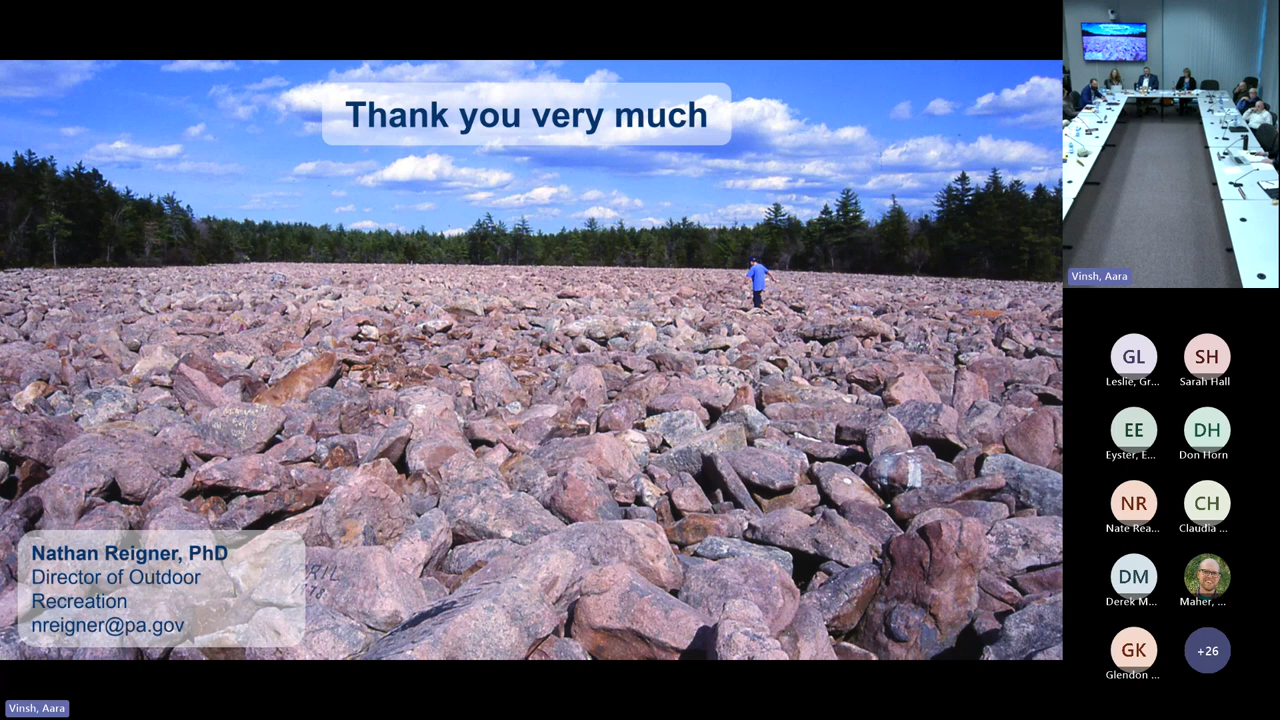 Thank you very much
Nathan Reigner, PhD
Director of Outdoor
Recreation
nreigner@pa.gov
Vinsh, Aara
Vinsh, Aara
GL
Leslie, Gr...
SH
Sarah Hall
EE
Eyster, E...
DH
Don Horn
NR
Nate Rea...
CH
Claudia ...
DM
Derek M...
Maher, ...
GK
Glendon ...
+26